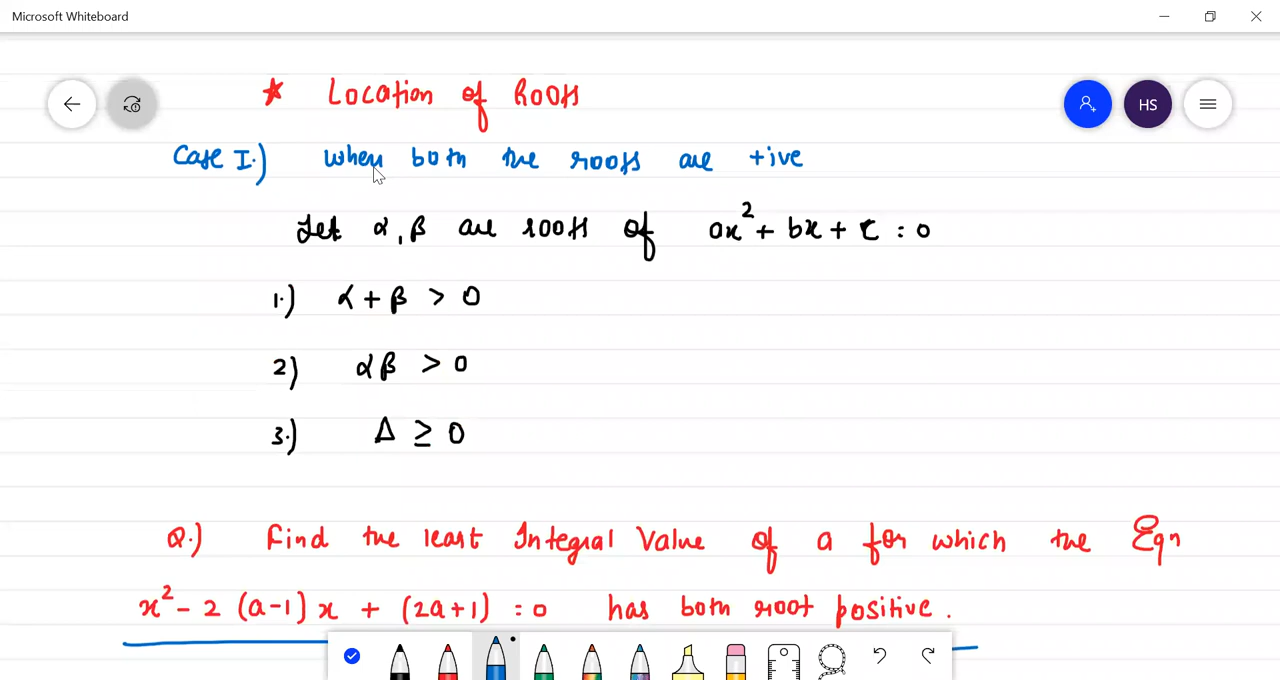 Microsoft Whiteboard
HS
★ Location of Roots
Case I.) When both the roots are +ive
Let α, β are roots of ax² + bx + c = 0
1.) α + β > 0
2) αβ > 0
3.) Δ ≥ 0
Q.) Find the least Integral Value of a for which the Eqn
x² - 2 (a-1) x + (2a+1) = 0 has both root positive.